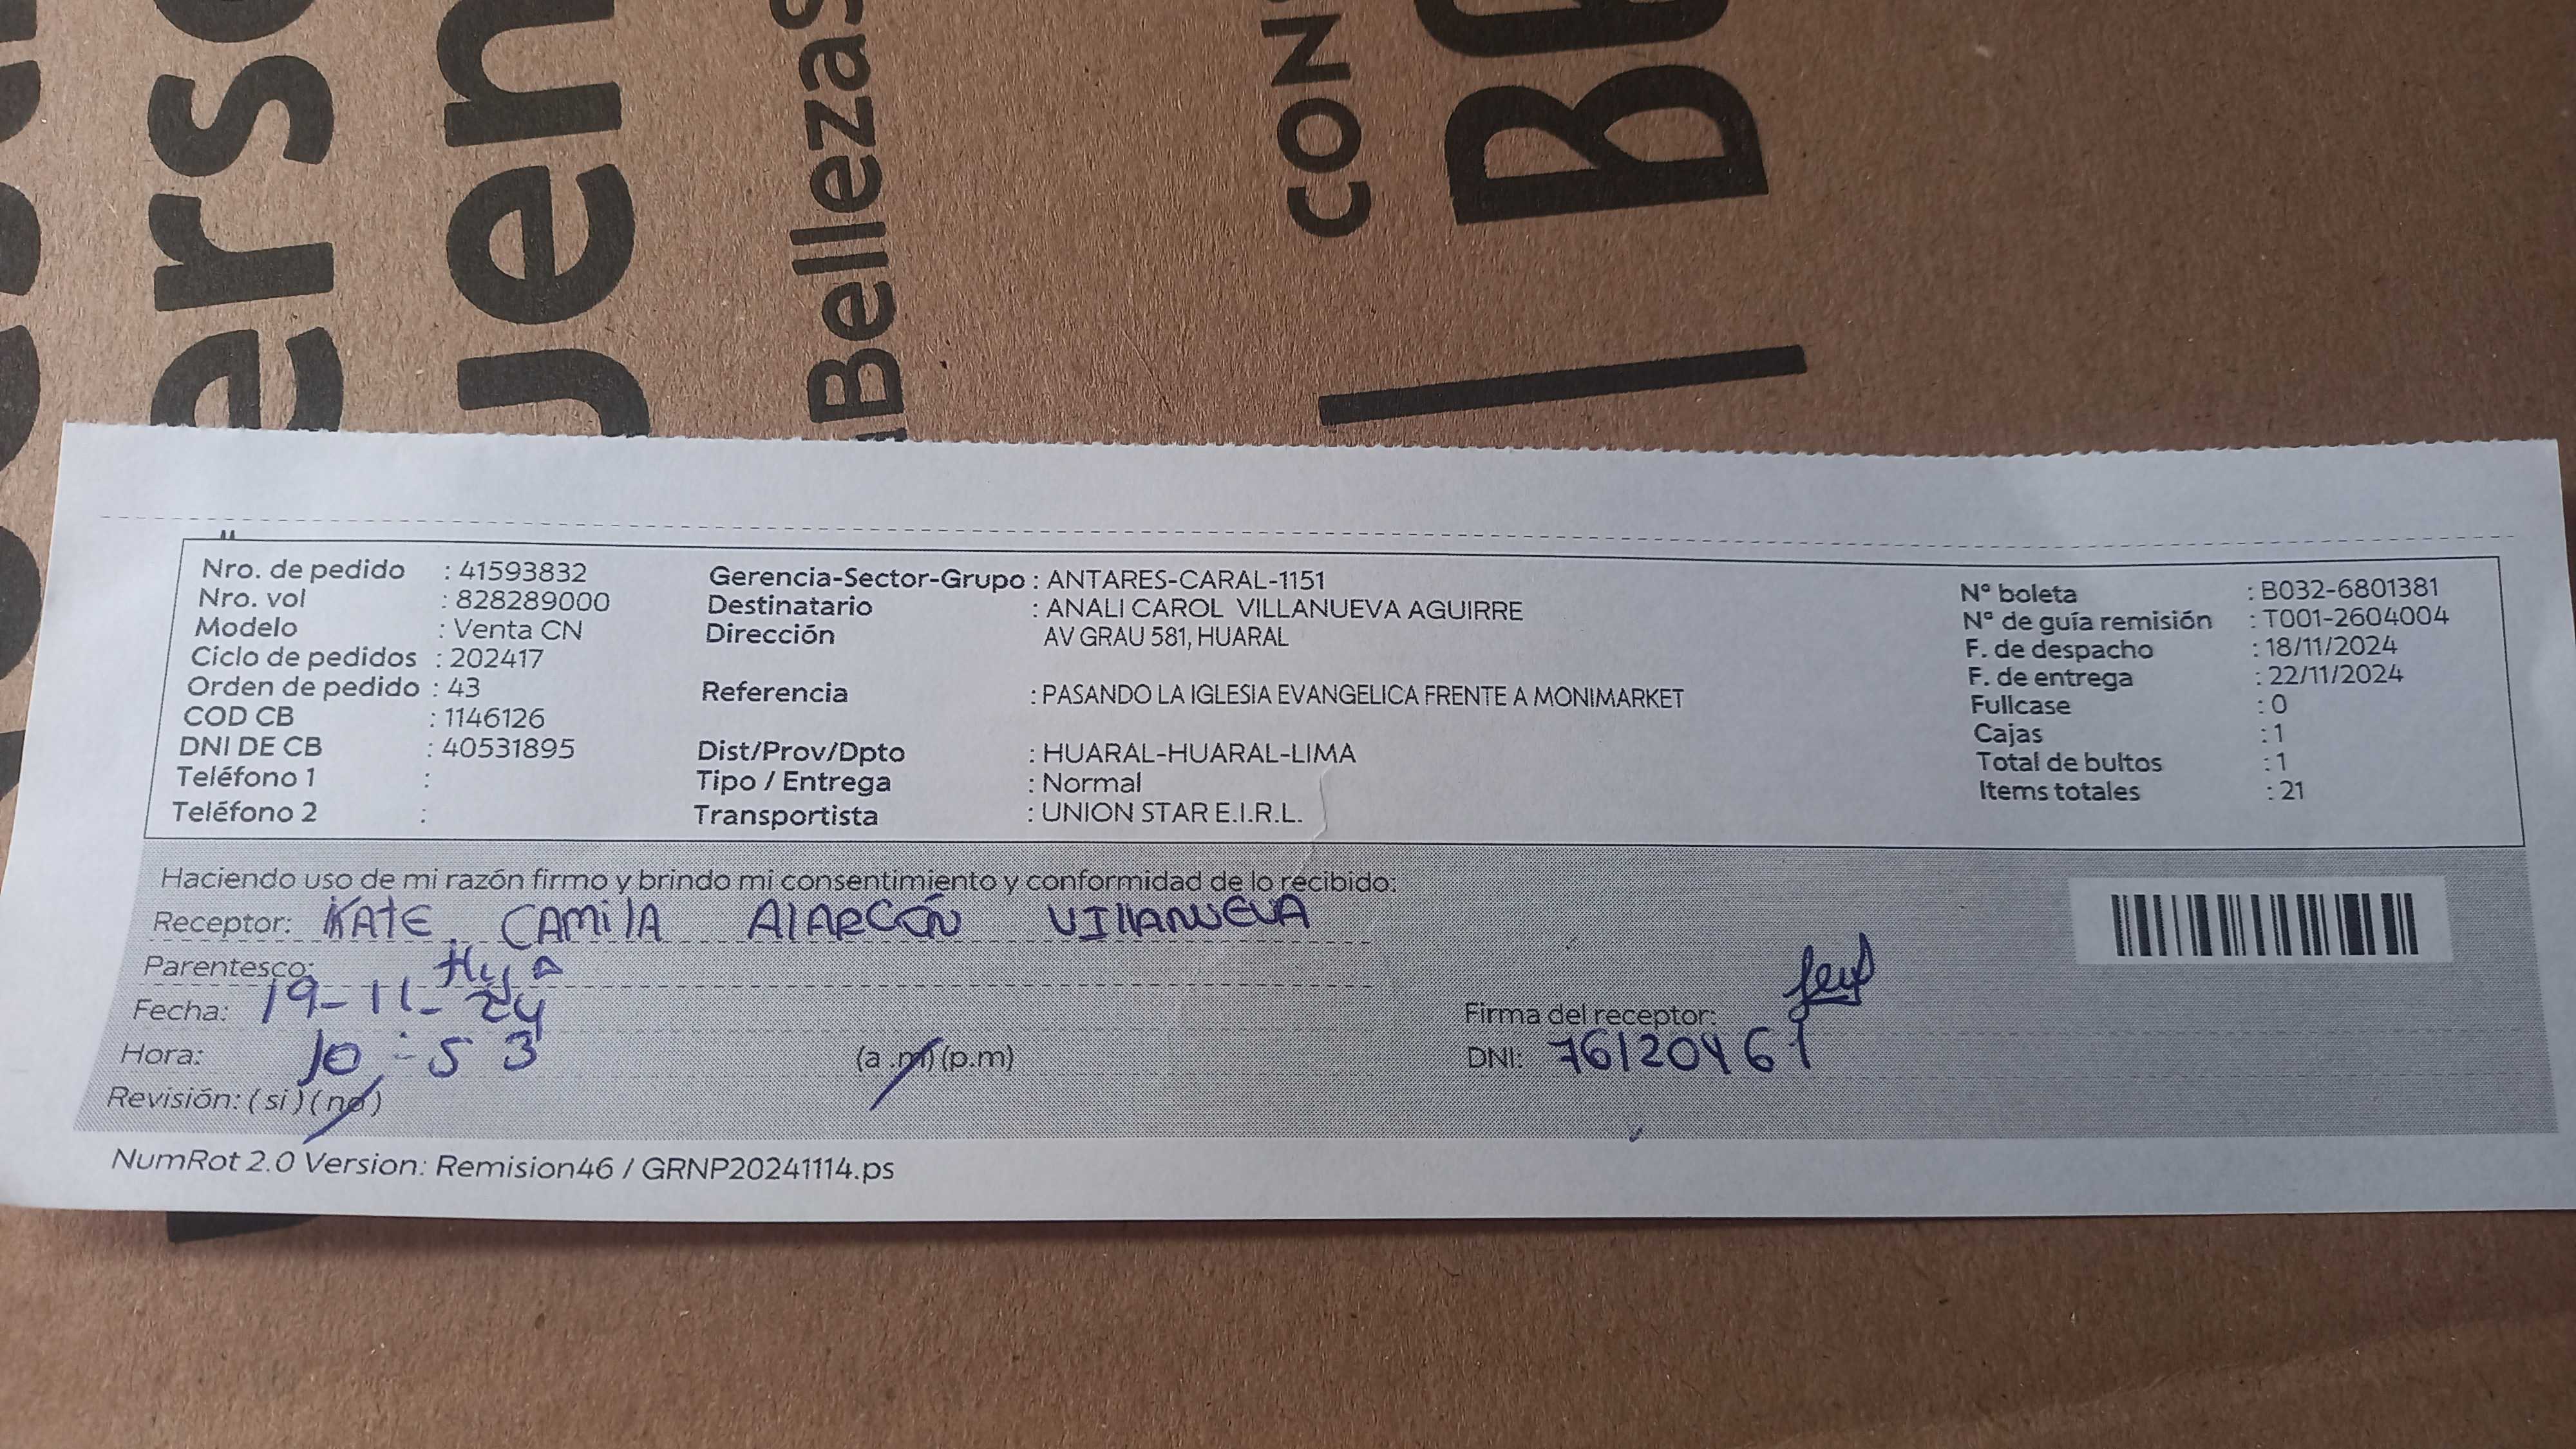 Bellezas
CON
Nro. de pedido : 41593832
Nro. vol : 828289000
Modelo : Venta CN
Ciclo de pedidos : 202417
Orden de pedido : 43
COD CB : 1146126
DNI DE CB : 40531895
Teléfono 1 :
Teléfono 2 :
Gerencia-Sector-Grupo : ANTARES-CARAL-1151
Destinatario : ANALI CAROL VILLANUEVA AGUIRRE
Dirección AV GRAU 581, HUARAL
Referencia : PASANDO LA IGLESIA EVANGELICA FRENTE A MONIMARKET
Dist/Prov/Dpto : HUARAL-HUARAL-LIMA
Tipo / Entrega : Normal
Transportista : UNION STAR E.I.R.L.
Nº boleta : B032-6801381
Nº de guía remisión : T001-2604004
F. de despacho : 18/11/2024
F. de entrega : 22/11/2024
Fullcase : 0
Cajas : 1
Total de bultos : 1
Items totales : 21
Haciendo uso de mi razón firmo y brindo mi consentimiento y conformidad de lo recibido:
Receptor: KATE CAMILA ALARCÓN VILLANUEVA
Parentesco: Hija
Fecha: 19-11-24
Hora: 10:53 (a.m) (p.m)
Revisión: (si) (no)
Firma del receptor:
DNI: 76120461
NumRot 2.0 Version: Remision46 / GRNP20241114.ps